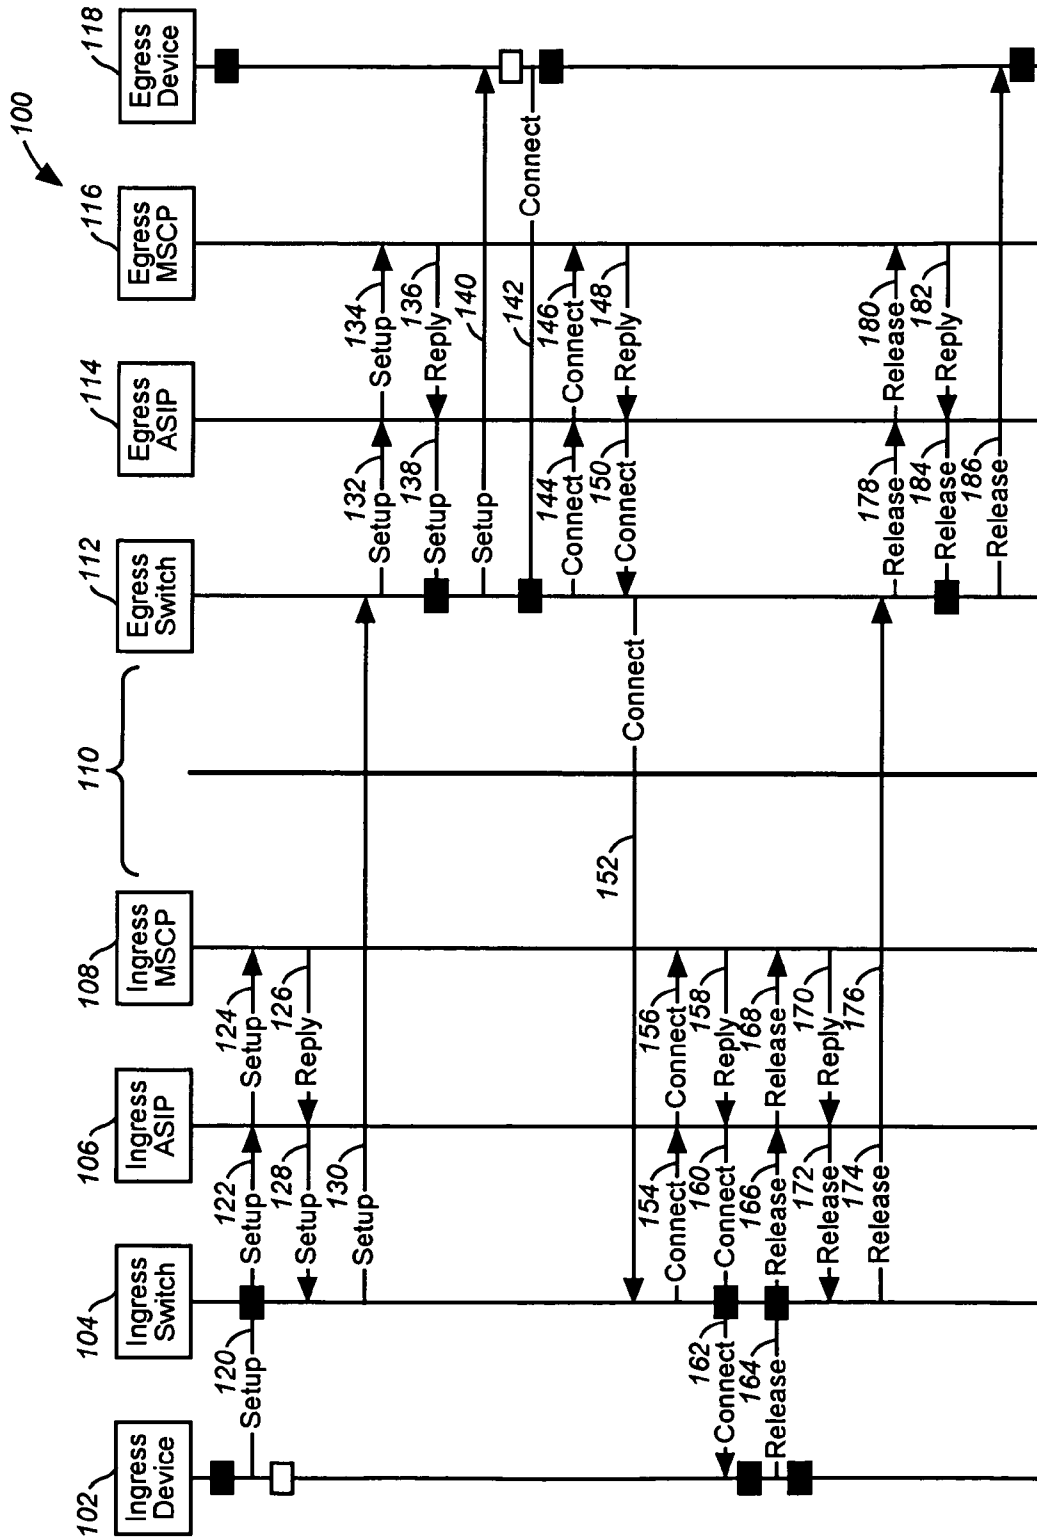 100
102
Ingress
Device
104
Ingress
Switch
106
Ingress
ASIP
108
Ingress
MSCP
110
112
Egress
Switch
114
Egress
ASIP
116
Egress
MSCP
118
Egress
Device
120
Setup
122
Setup
124
Setup
126
Reply
128
Setup
130
Setup
132
Setup
134
Setup
136
Reply
138
Setup
140
Setup
142
Connect
144
Connect
146
Connect
148
Reply
150
Connect
152
Connect
154
Connect
156
Connect
158
Reply
160
Connect
162
Connect
164
Release
166
Release
168
Release
170
Reply
172
Release
174
Release
176
178
Release
180
Release
182
Reply
184
Release
186
Release